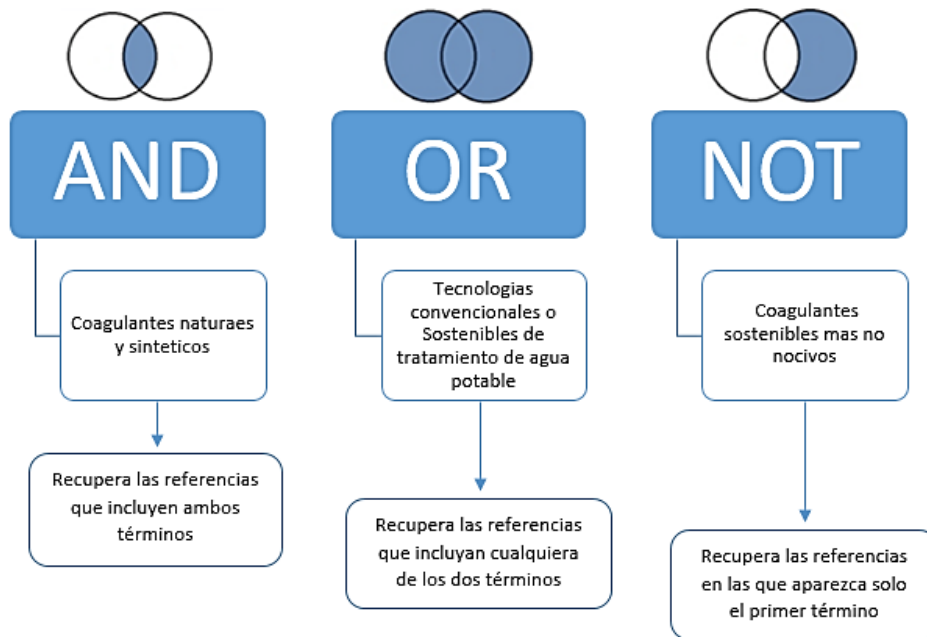 AND
Coagulantes naturaes
y sinteticos
Recupera las referencias
que incluyen ambos
términos
OR
Tecnologias
convencionales o
Sostenibles de
tratamiento de agua
potable
Recupera las referencias
que incluyan cualquiera
de los dos términos
NOT
Coagulantes
sostenibles mas no
nocivos
Recupera las referencias
en las que aparezca solo
el primer término